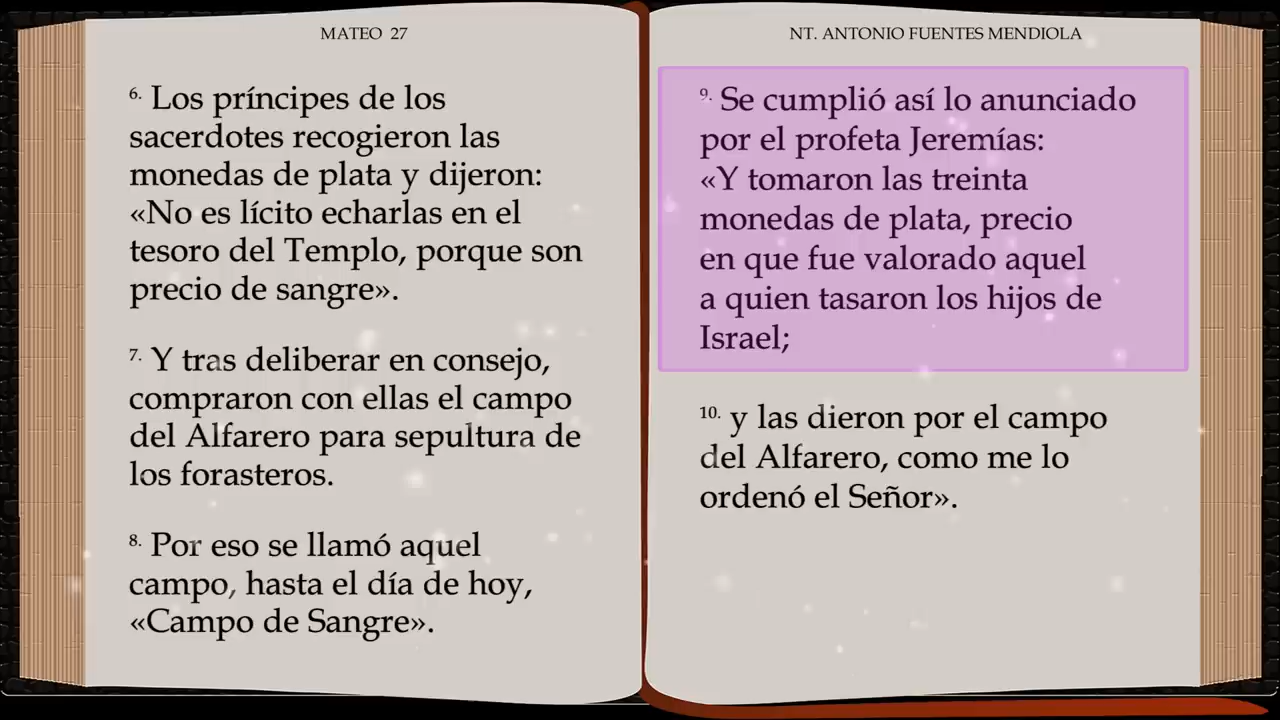 MATEO 27
6. Los príncipes de los
sacerdotes recogieron las
monedas de plata y dijeron:
«No es lícito echarlas en el
tesoro del Templo, porque son
precio de sangre».
7. Y tras deliberar en consejo,
compraron con ellas el campo
del Alfarero para sepultura de
los forasteros.
8. Por eso se llamó aquel
campo, hasta el día de hoy,
«Campo de Sangre».
NT. ANTONIO FUENTES MENDIOLA
9. Se cumplió así lo anunciado
por el profeta Jeremías:
«Y tomaron las treinta
monedas de plata, precio
en que fue valorado aquel
a quien tasaron los hijos de
Israel;
10. y las dieron por el campo
del Alfarero, como me lo
ordenó el Señor».